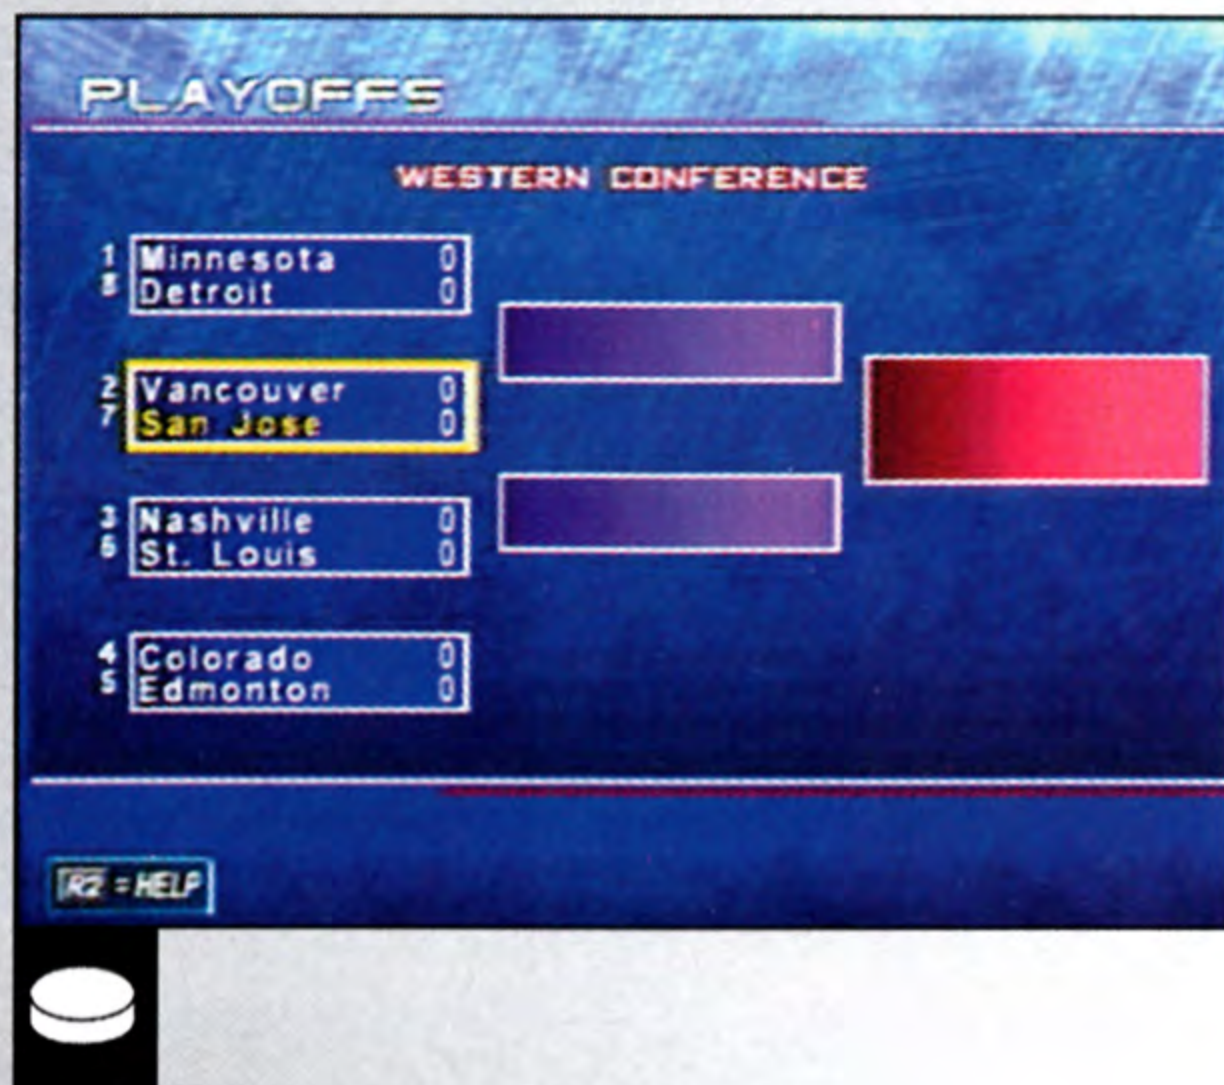 PLAYOFFS
WESTERN CONFERENCE
1 Minnesota 0
8 Detroit 0
2 Vancouver 0
7 San Jose 0
3 Nashville 0
6 St. Louis 0
4 Colorado 0
5 Edmonton 0
R2 = HELP